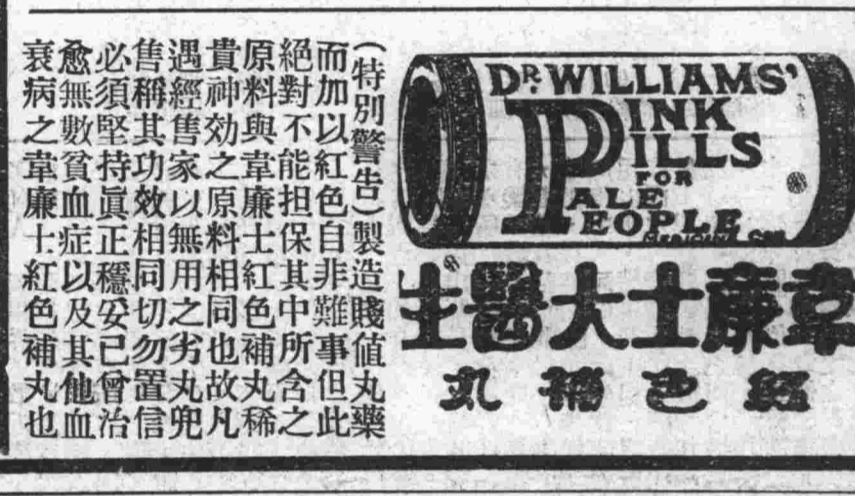 DR. WILLIAMS'
PINK
PILLS
FOR
PALE
PEOPLE
韋廉士大醫生
紅色補丸
(特別警告)製造賤值丸藥
而加以紅色自非難事但此
絕對不能担保其中所含之
原料與韋廉士紅色補丸稀
貴神効之原料相同也故凡
遇經售家以無用之劣丸兜
售稱其功效相同切勿置信
必須堅持眞正穩妥已曾治
愈無數貧血症以及其他血
衰病之韋廉士紅色補丸也